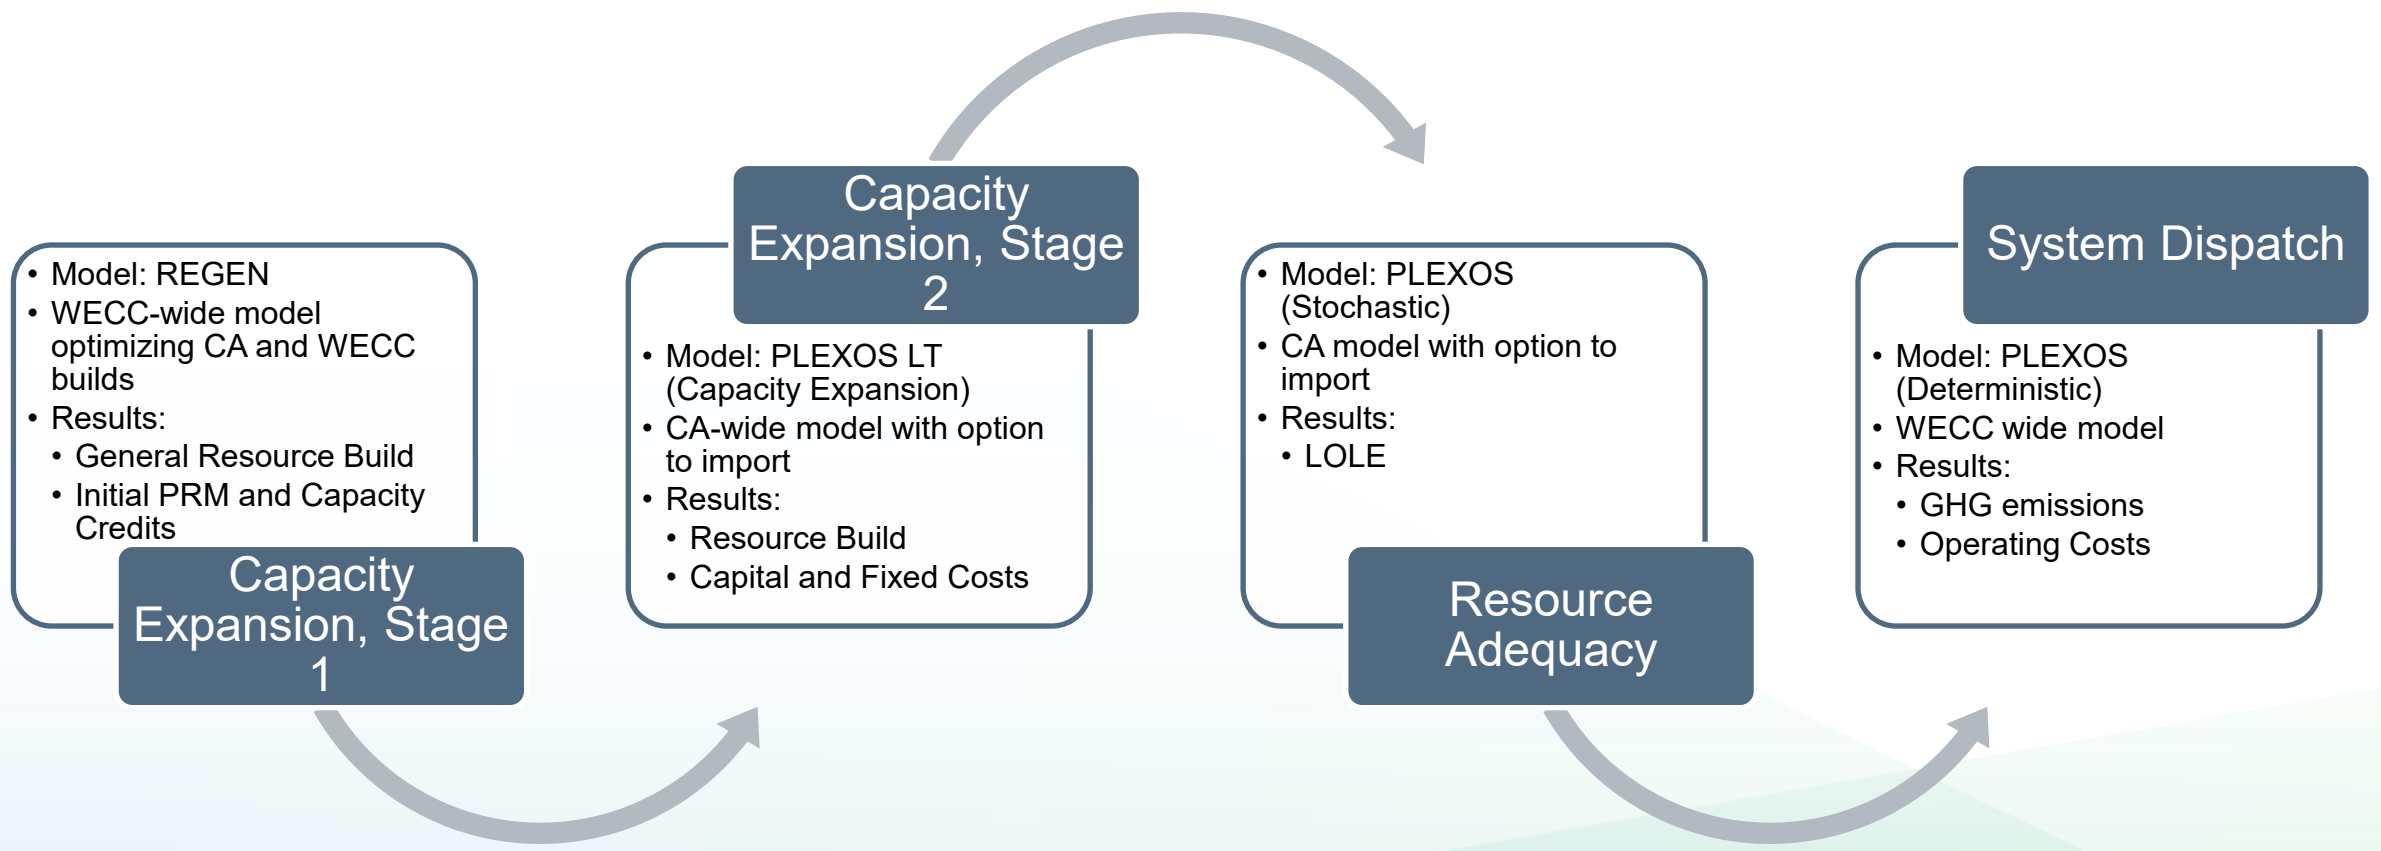 • Model: REGEN
• WECC-wide model
optimizing CA and WECC
builds
• Results:
• General Resource Build
• Initial PRM and Capacity
Credits
Capacity
Expansion, Stage
1
Capacity
Expansion, Stage
2
• Model: PLEXOS LT
(Capacity Expansion)
• CA-wide model with option
to import
• Results:
• Resource Build
• Capital and Fixed Costs
• Model: PLEXOS
(Stochastic)
• CA model with option to
import
• Results:
• LOLE
Resource
Adequacy
System Dispatch
• Model: PLEXOS
(Deterministic)
• WECC wide model
• Results:
• GHG emissions
• Operating Costs